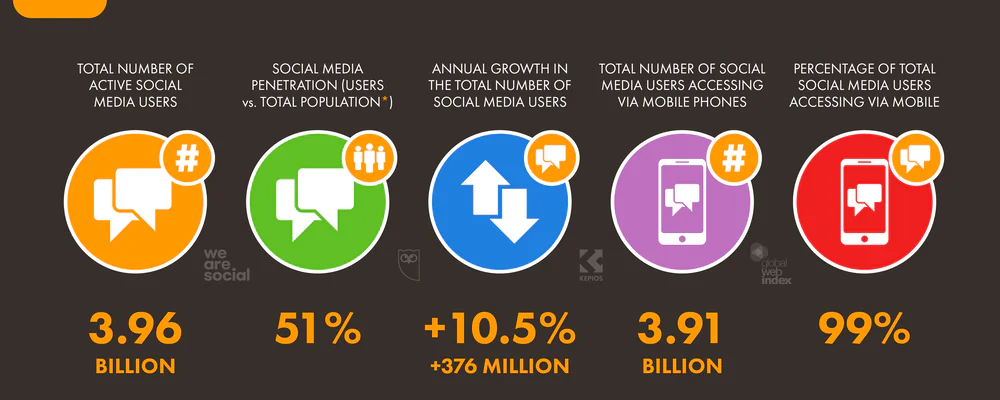 TOTAL NUMBER OF
ACTIVE SOCIAL
MEDIA USERS
SOCIAL MEDIA
PENETRATION (USERS
vs. TOTAL POPULATION*)
ANNUAL GROWTH IN
THE TOTAL NUMBER OF
SOCIAL MEDIA USERS
TOTAL NUMBER OF SOCIAL
MEDIA USERS ACCESSING
VIA MOBILE PHONES
PERCENTAGE OF TOTAL
SOCIAL MEDIA USERS
ACCESSING VIA MOBILE
#
#
we
are
social
KEPIOS
global
web
index
3.96
BILLION
51%
+10.5%
+376 MILLION
3.91
BILLION
99%